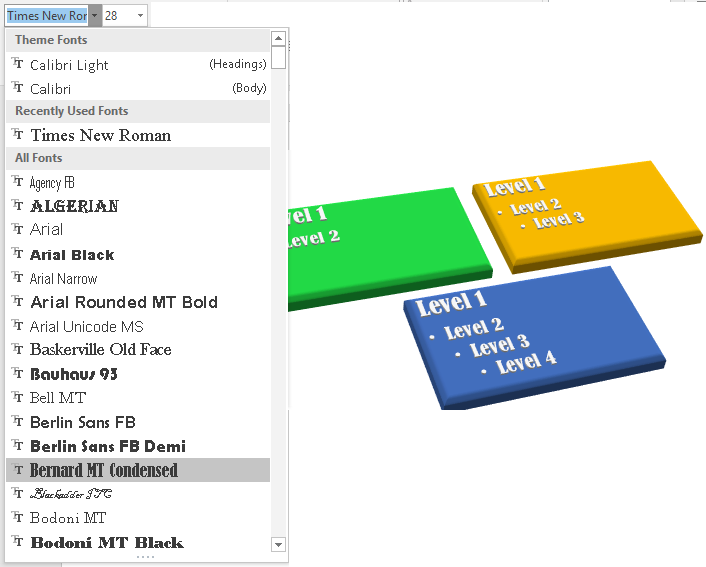 Times New Ror 28
Theme Fonts
Calibri Light (Headings)
Calibri (Body)
Recently Used Fonts
Times New Roman
All Fonts
Agency FB
ALGERIAN
Arial
Arial Black
Arial Narrow
Arial Rounded MT Bold
Arial Unicode MS
Baskerville Old Face
Bauhaus 93
Bell MT
Berlin Sans FB
Berlin Sans FB Demi
Bernard MT Condensed
Blackadder ITC
Bodoni MT
Bodoni MT Black
vel 1
Level 2
Level 1
• Level 2
• Level 3
Level 1
• Level 2
• Level 3
• Level 4